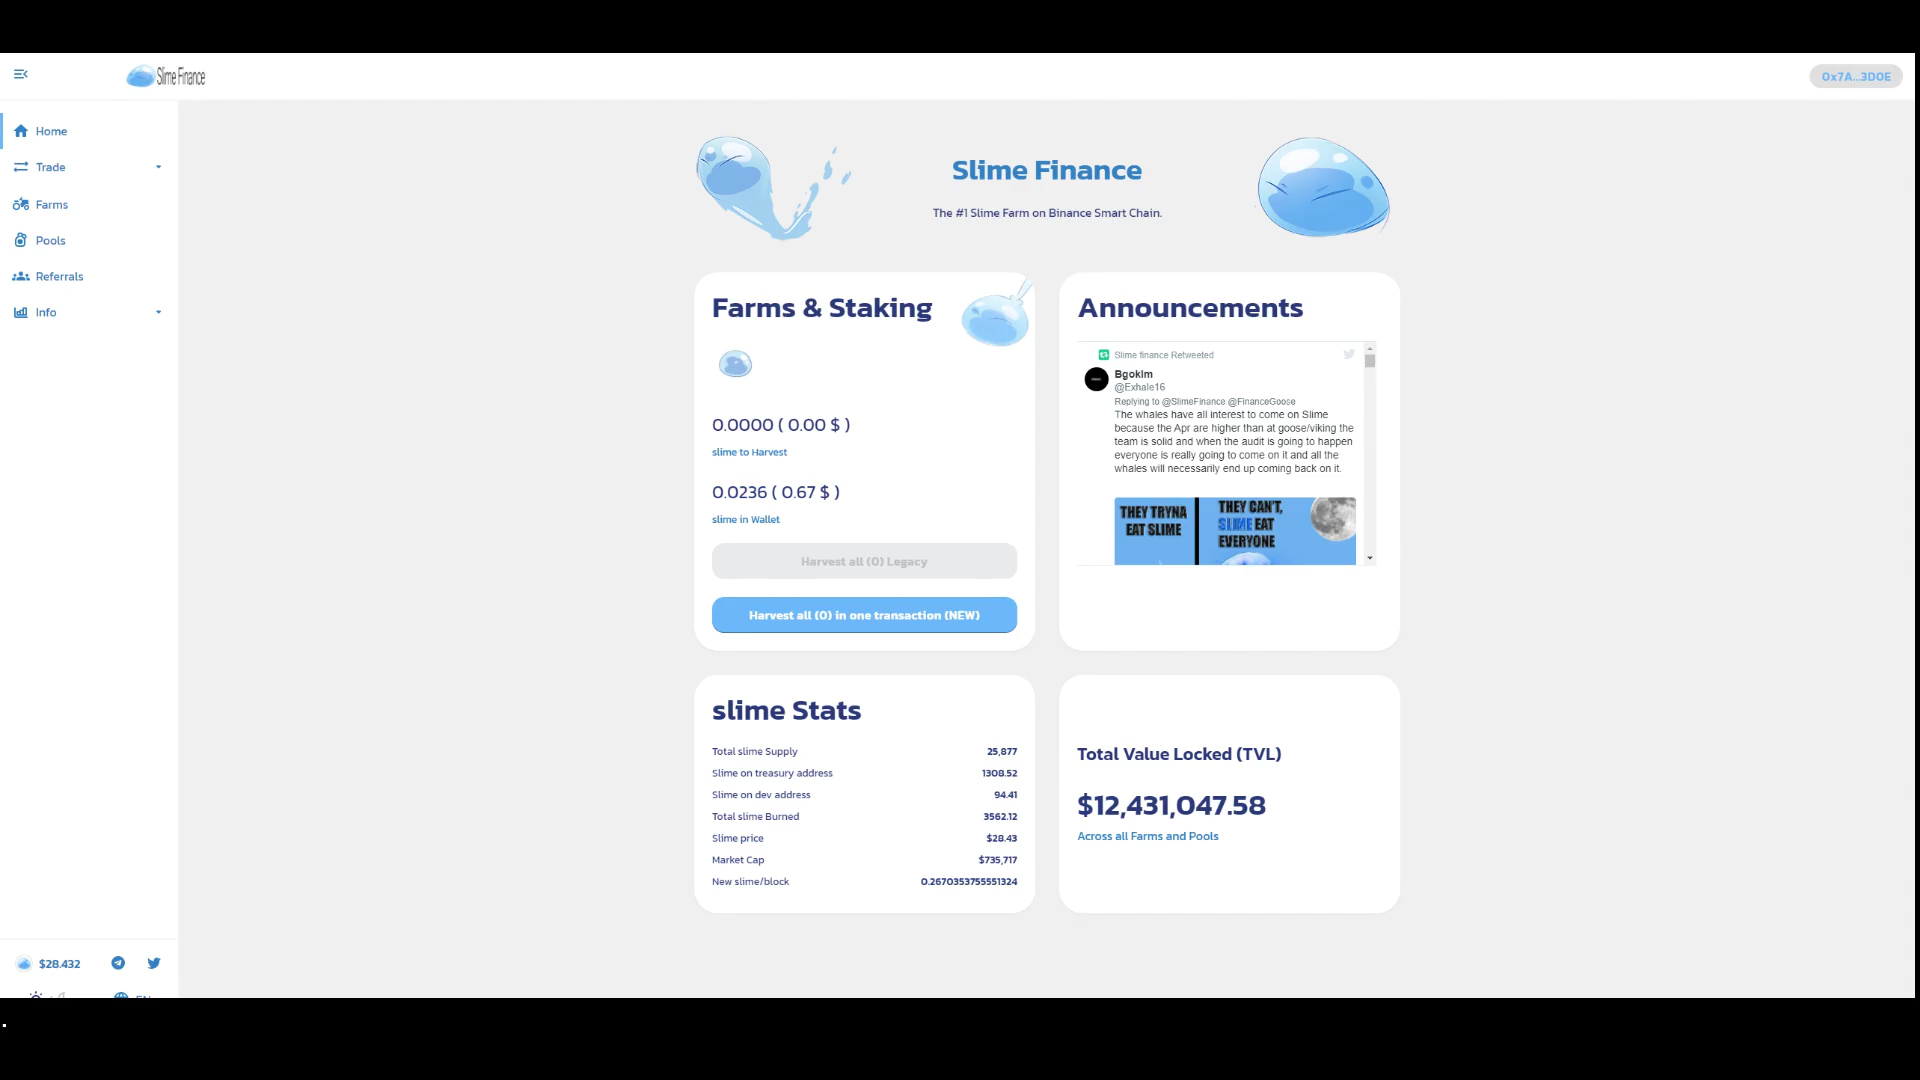 Slime Finance
0x7A...3D0E
Home
Trade
Farms
Pools
Referrals
Info
$28.432
Slime Finance
The #1 Slime Farm on Binance Smart Chain.
Farms & Staking
0.0000 ( 0.00 $ )
slime to Harvest
0.0236 ( 0.67 $ )
slime in Wallet
Harvest all (0) Legacy
Harvest all (0) in one transaction (NEW)
Announcements
Slime finance Retweeted
Bgokim
@Exhale16
Replying to @SlimeFinance @FinanceGoose
The whales have all interest to come on Slime
because the Apr are higher than at goose/viking the
team is solid and when the audit is going to happen
everyone is really going to come on it and all the
whales will necessarily end up coming back on it.
THEY TRYNA
EAT SLIME
THEY CAN'T,
SLIME EAT
EVERYONE
slime Stats
Total slime Supply 25,877
Slime on treasury address 1308.52
Slime on dev address 94.41
Total slime Burned 3562.12
Slime price $28.43
Market Cap $735,717
New slime/block 0.2670353755551324
Total Value Locked (TVL)
$12,431,047.58
Across all Farms and Pools